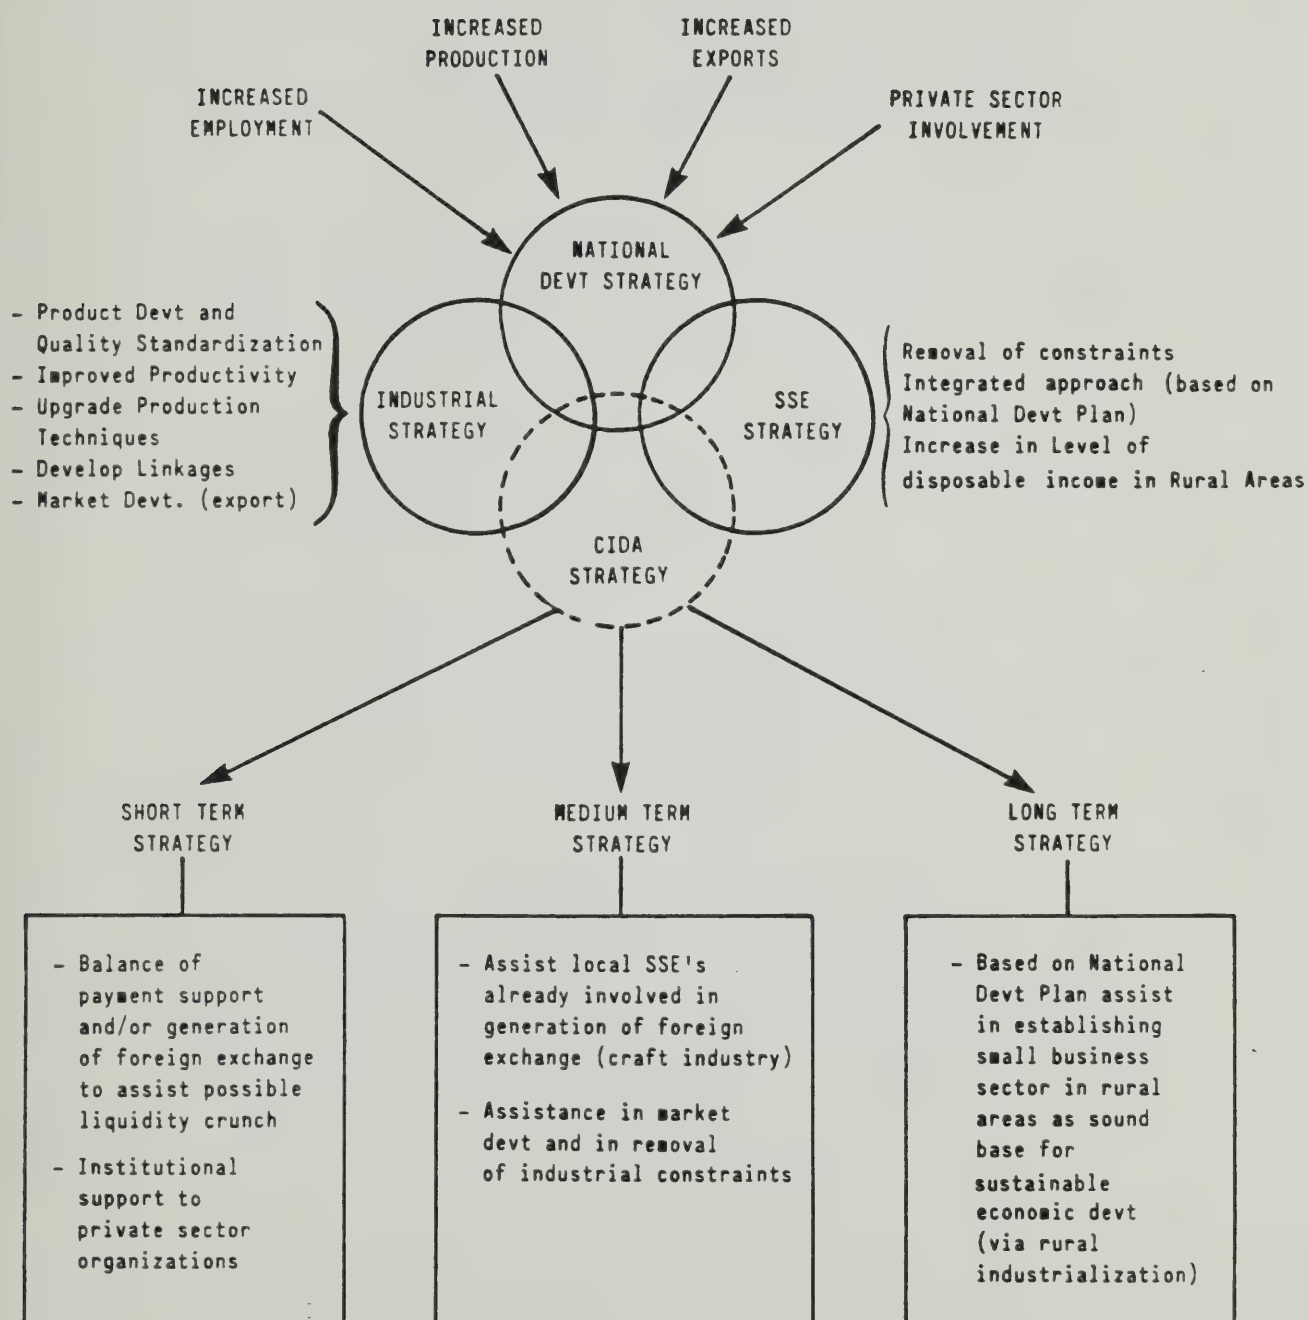 INCREASED
PRODUCTION
INCREASED
EXPORTS
INCREASED
EMPLOYMENT
PRIVATE SECTOR
INVOLVEMENT
NATIONAL
DEVT STRATEGY
- Product Devt and
Quality Standardization
- Improved Productivity
- Upgrade Production
Techniques
- Develop Linkages
- Market Devt. (export)
INDUSTRIAL
STRATEGY
SSE
STRATEGY
Removal of constraints
Integrated approach (based on
National Devt Plan)
Increase in Level of
disposable income in Rural Areas
CIDA
STRATEGY
SHORT TERM
STRATEGY
- Balance of
payment support
and/or generation
of foreign exchange
to assist possible
liquidity crunch
- Institutional
support to
private sector
organizations
MEDIUM TERM
STRATEGY
- Assist local SSE's
already involved in
generation of foreign
exchange (craft industry)
- Assistance in market
devt and in removal
of industrial constraints
LONG TERM
STRATEGY
- Based on National
Devt Plan assist
in establishing
small business
sector in rural
areas as sound
base for
sustainable
economic devt
(via rural
industrialization)